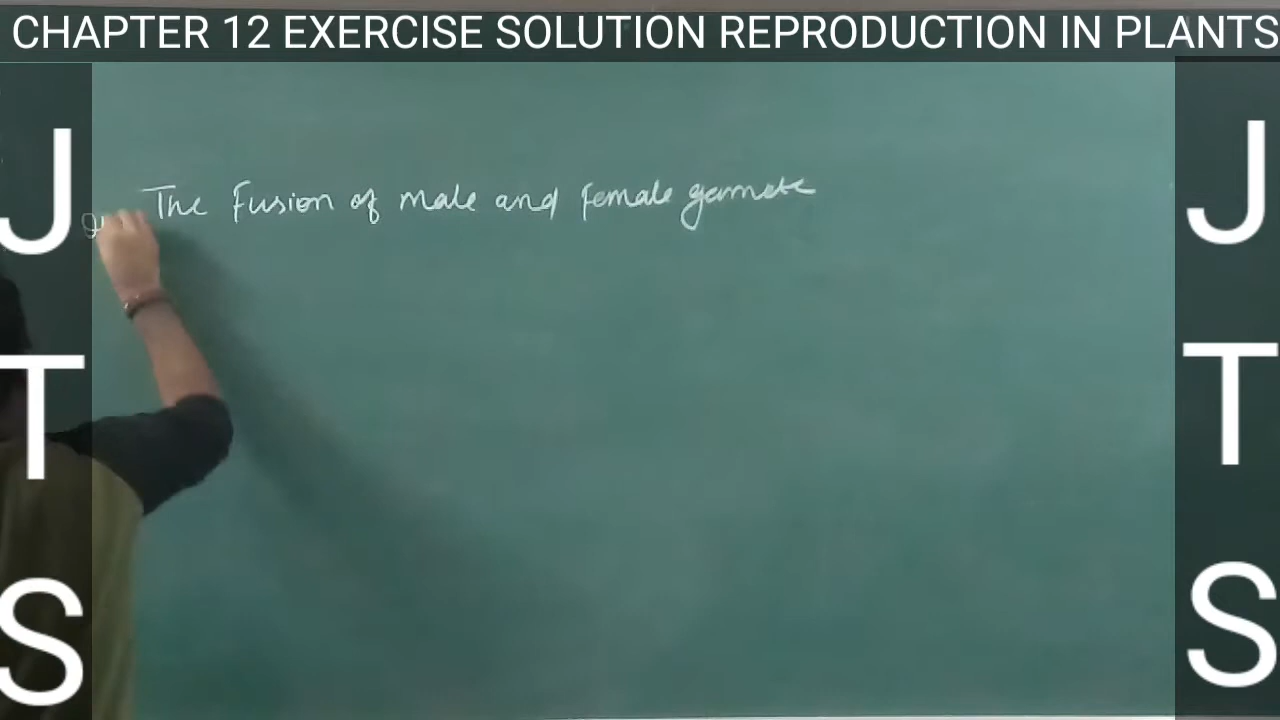 CHAPTER 12 EXERCISE SOLUTION REPRODUCTION IN PLANTS
The fusion of male and female gamete
J
T
S
J
T
S